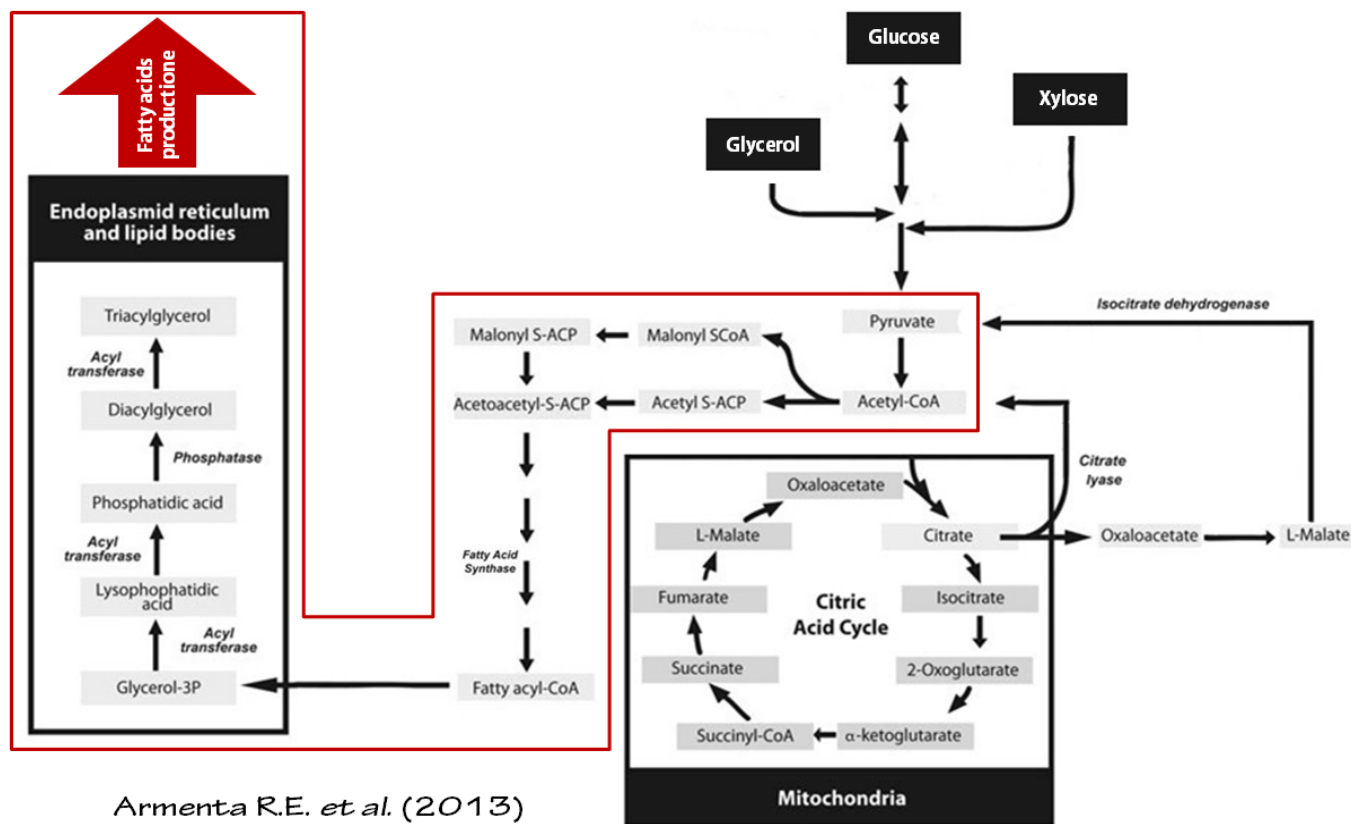 Fatty acids
productione
Glucose
Xylose
Glycerol
Endoplasmid reticulum
and lipid bodies
Triacylglycerol
Acyl
transferase
Diacylglycerol
Phosphatase
Phosphatidic acid
Acyl
transferase
Lysophophatidic
acid
Acyl
transferase
Glycerol-3P
Malonyl S-ACP
Malonyl SCoA
Pyruvate
Isocitrate dehydrogenase
Acetoacetyl-S-ACP
Acetyl S-ACP
Acetyl-CoA
Fatty Acid
Synthase
Fatty acyl-CoA
Citrate
lyase
Oxaloacetate
L-Malate
Citrate
Oxaloacetate
L-Malate
Fumarate
Citric
Acid Cycle
Isocitrate
Succinate
2-Oxoglutarate
Succinyl-CoA
α-ketoglutarate
Mitochondria
Armenta R.E. et al. (2013)